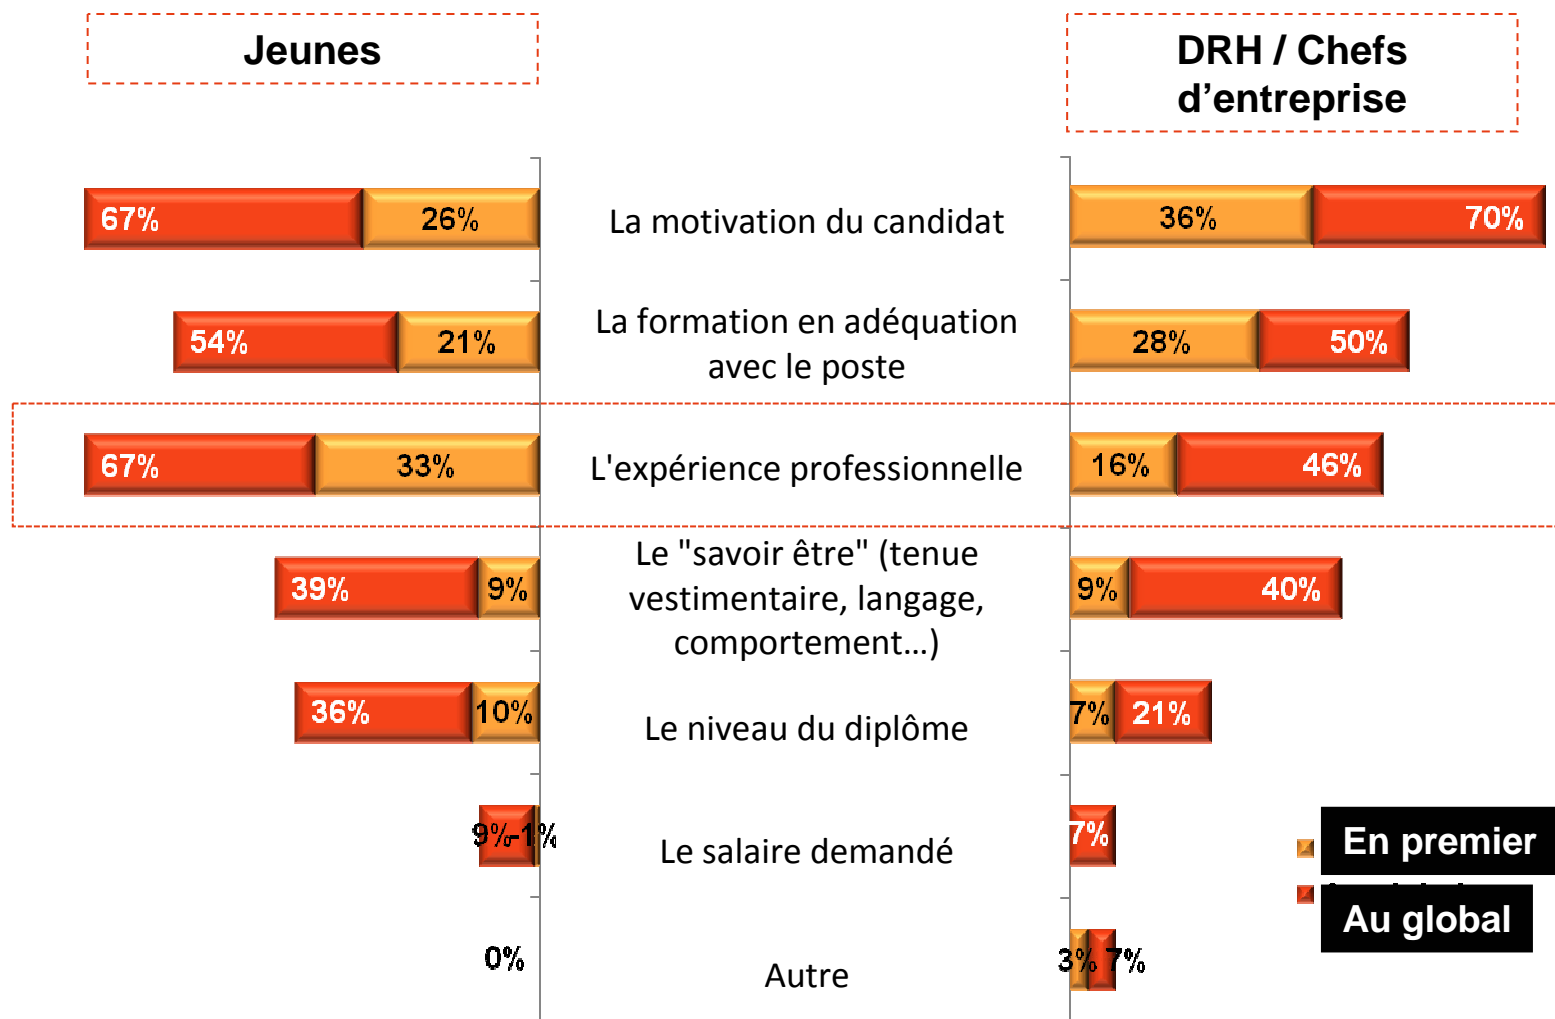 Jeunes
DRH / Chefs
d’entreprise
67% 26% La motivation du candidat 36% 70%
54% 21% La formation en adéquation
avec le poste 28% 50%
67% 33% L'expérience professionnelle 16% 46%
39% 9% Le "savoir être" (tenue
vestimentaire, langage,
comportement…) 9% 40%
36% 10% Le niveau du diplôme 7% 21%
9% -1% Le salaire demandé 7%
0% Autre 3% 7%
En premier
Au global